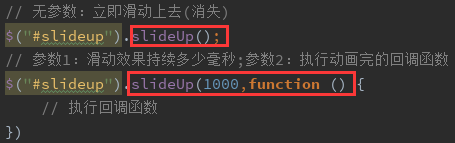 // 无参数：立即滑动上去(消失)
$("#slideup").slideUp();
// 参数1：滑动效果持续多少毫秒;参数2：执行动画完的回调函数
$("#slideup").slideUp(1000,function () {
// 执行回调函数
})